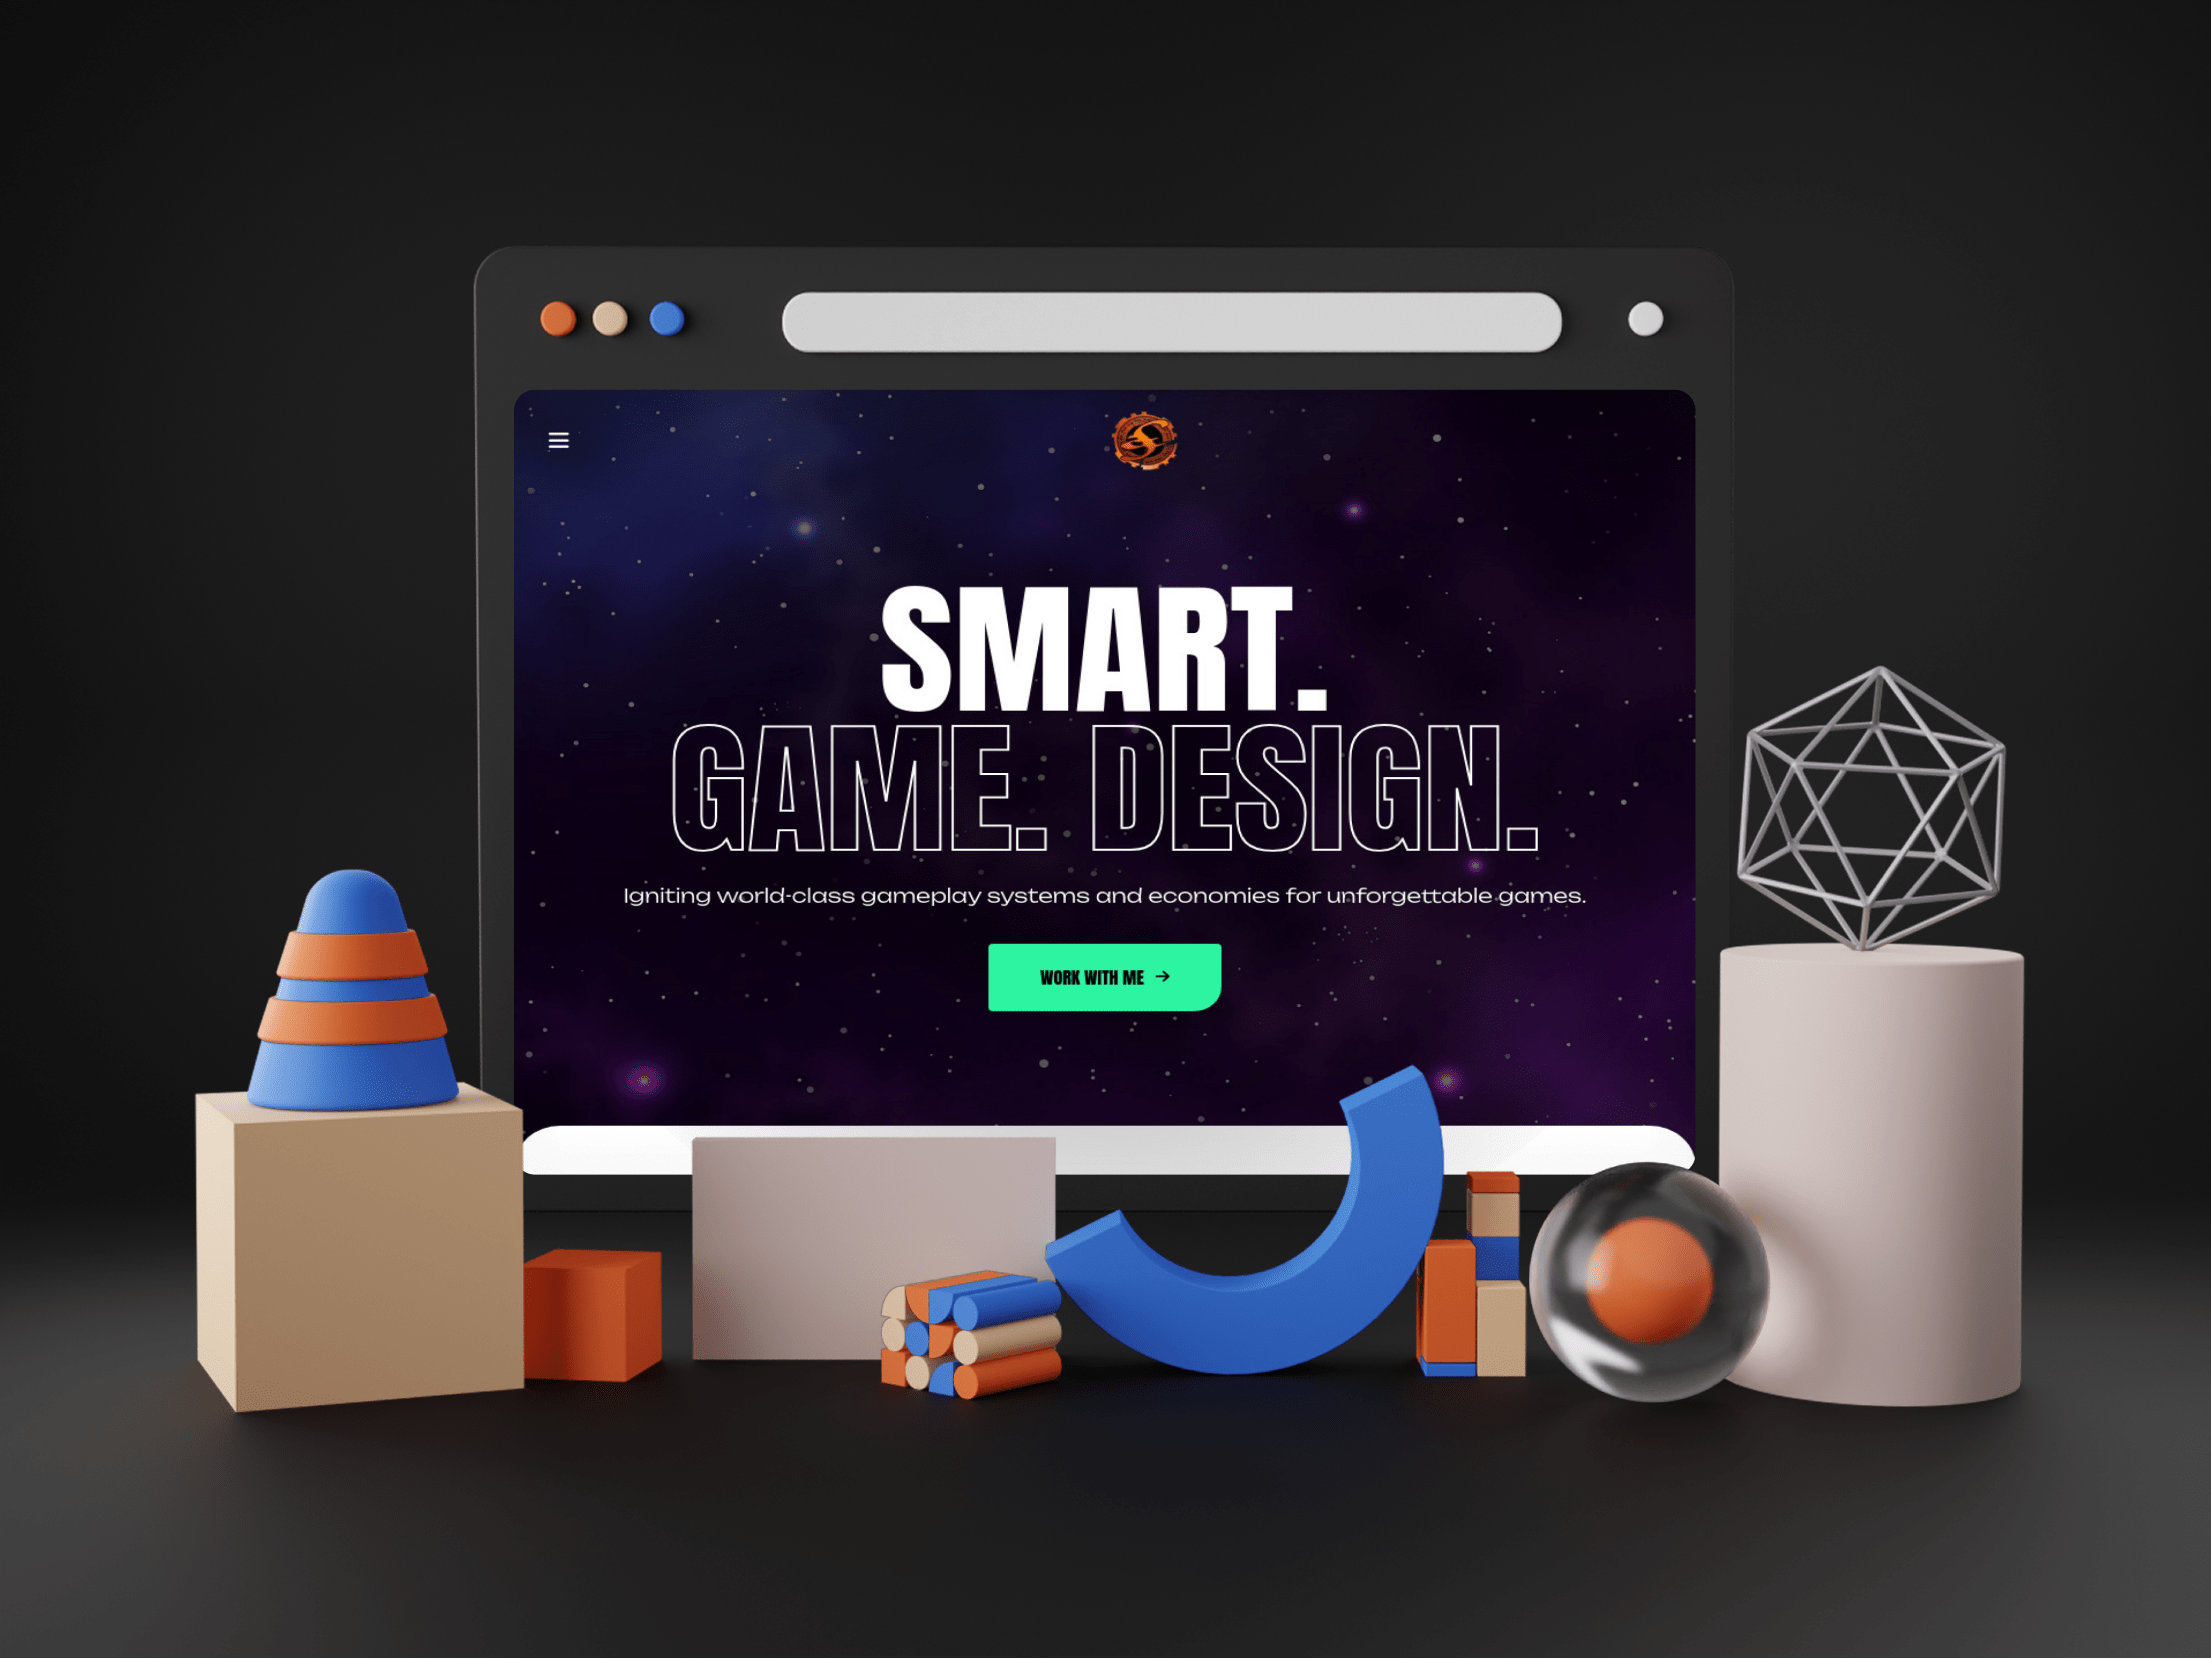 SMART.
GAME. DESIGN.
Igniting world-class gameplay systems and economies for unforgettable games.
WORK WITH ME →